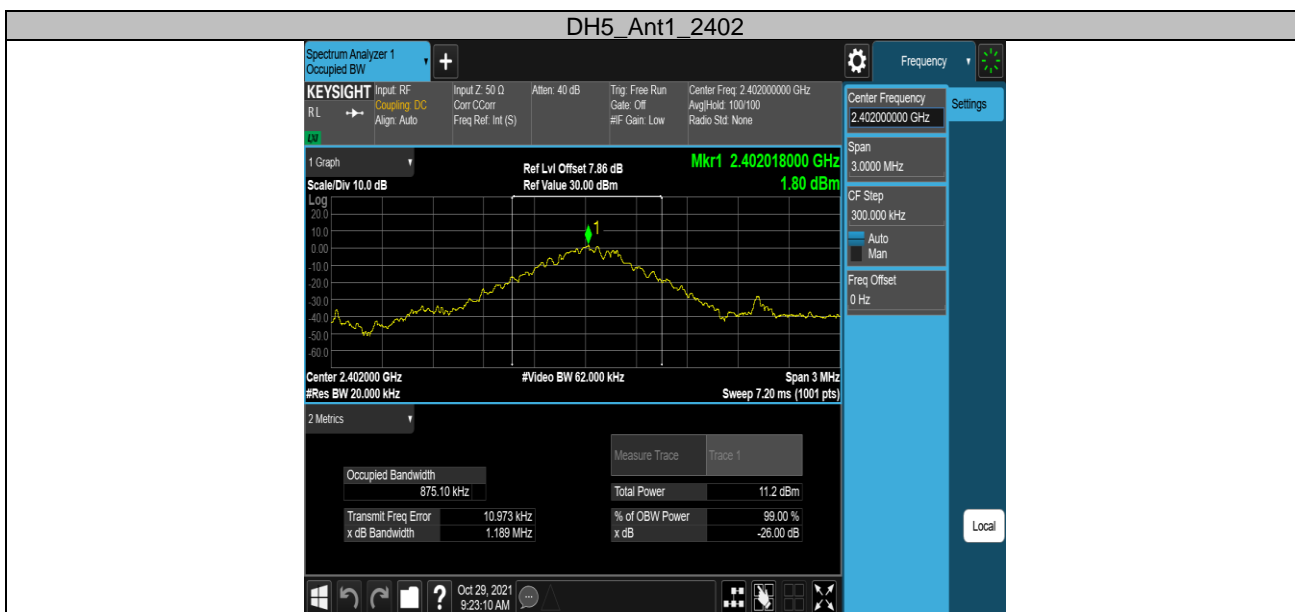 DH5_Ant1_2402
Spectrum Analyzer 1
Occupied BW
+
Frequency
KEYSIGHT
R L
Input: RF
Coupling: DC
Align: Auto
Input Z: 50 Ω
Corr CCorr
Freq Ref: Int (S)
Atten: 40 dB
Trig: Free Run
Gate: Off
#IF Gain: Low
Center Freq: 2.402000000 GHz
Avg|Hold: 100/100
Radio Std: None
Center Frequency
2.402000000 GHz
Settings
Span
3.0000 MHz
CF Step
300.000 kHz
Auto
Man
Freq Offset
0 Hz
Local
1 Graph
Scale/Div 10.0 dB
Ref Lvl Offset 7.86 dB
Ref Value 30.00 dBm
Mkr1 2.402018000 GHz
1.80 dBm
Log
20.0
10.0
0.00
-10.0
-20.0
-30.0
-40.0
-50.0
-60.0
1
Center 2.402000 GHz
#Res BW 20.000 kHz
#Video BW 62.000 kHz
Span 3 MHz
Sweep 7.20 ms (1001 pts)
2 Metrics
Measure Trace Trace 1
Occupied Bandwidth
875.10 kHz
Total Power 11.2 dBm
Transmit Freq Error 10.973 kHz
% of OBW Power 99.00 %
x dB Bandwidth 1.189 MHz
x dB -26.00 dB
?
Oct 29, 2021
9:23:10 AM